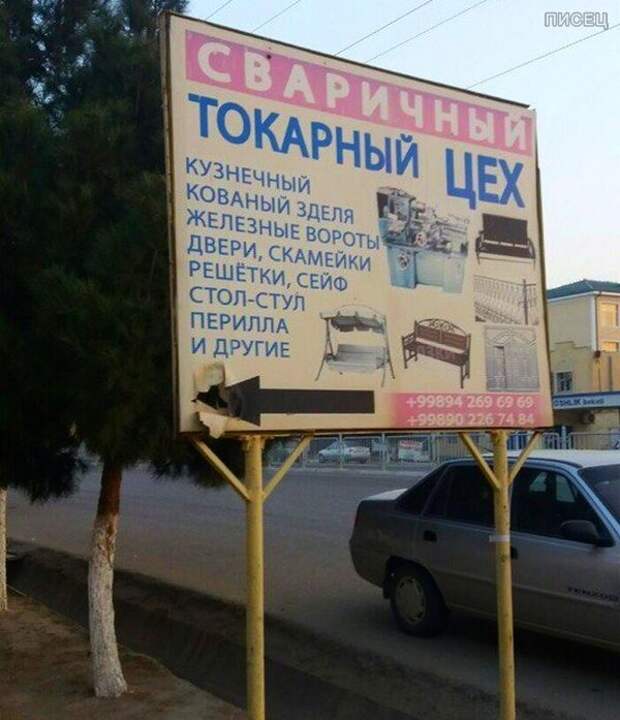 ПИСЕЦ
СВАРИЧНЫЙ
ТОКАРНЫЙ ЦЕХ
КУЗНЕЧНЫЙ
КОВАНЫЙ ЗДЕЛЯ
ЖЕЛЕЗНЫЕ ВОРОТЫ
ДВЕРИ, СКАМЕЙКИ
РЕШЁТКИ, СЕЙФ
СТОЛ-СТУЛ
ПЕРИЛЛА
И ДРУГИЕ
+99894 269 69 69
+99890 226 74 84